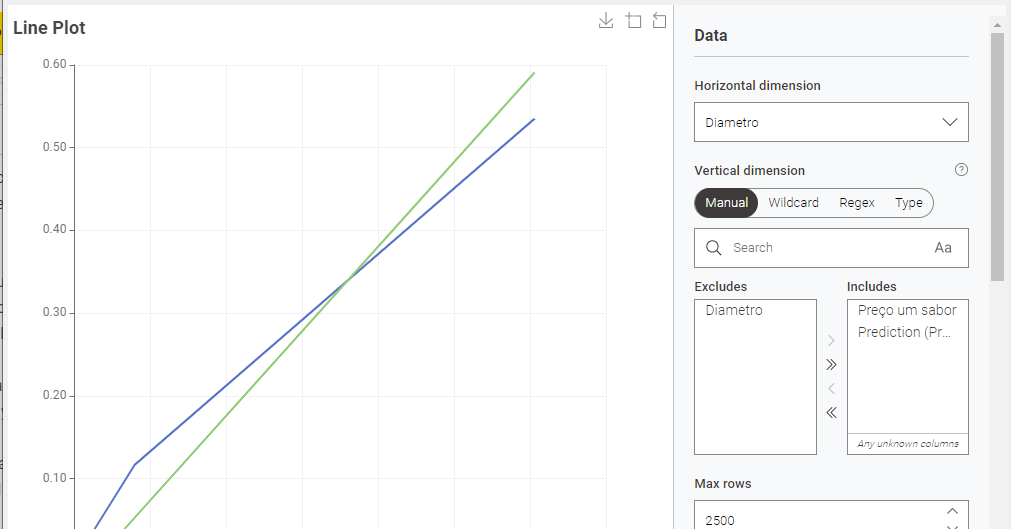 Line Plot
0.60
0.50
0.40
0.30
0.20
0.10
Data
Horizontal dimension
Diametro
Vertical dimension
?
Manual Wildcard Regex Type
Search Aa
Excludes Includes
Diametro Preço um sabor
Prediction (Pr...
Any unknown columns
Max rows
2500